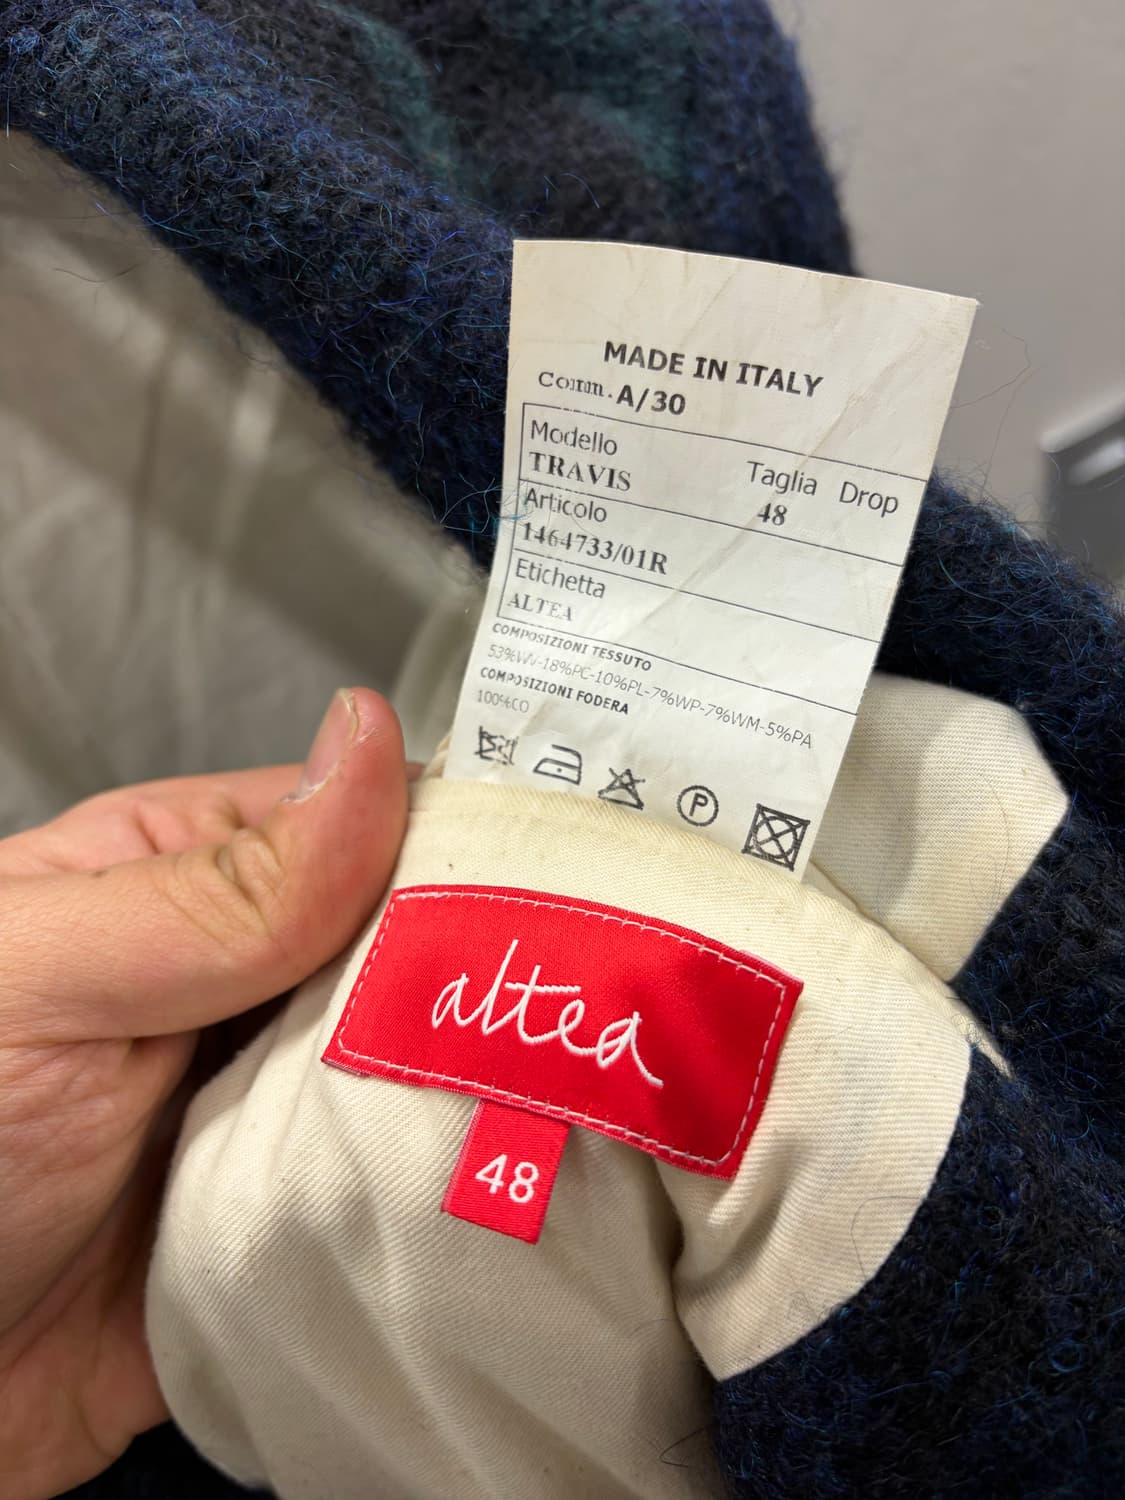 MADE IN ITALY
Comm. A/30
Modello
TRAVIS
Taglia Drop
48
Articolo
1464733/01R
Etichetta
ALTEA
COMPOSIZIONI TESSUTO
53%WV-18%PC-10%PL-7%WP-7%WM-5%PA
COMPOSIZIONI FODERA
100%CO
P
altea
48